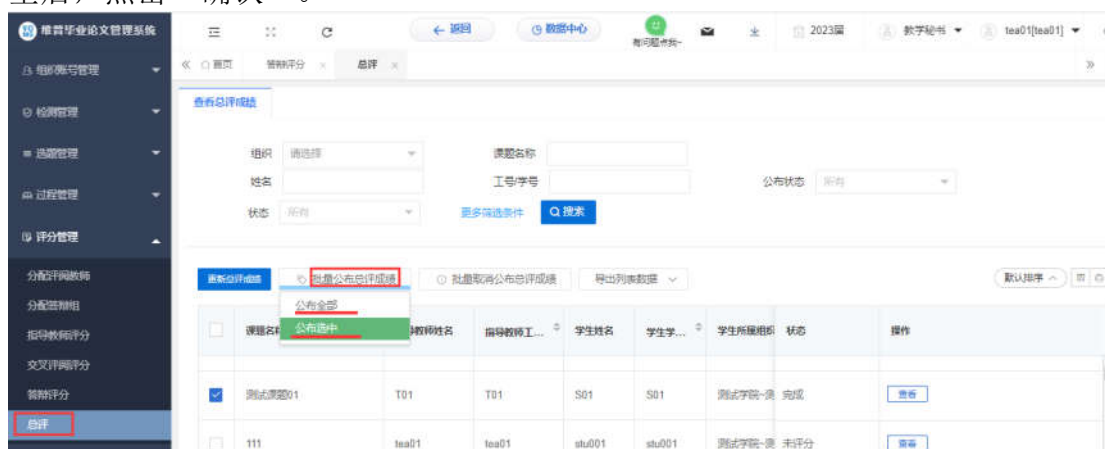 生后，点击“确认”。
维普毕业论文管理系统
返回
数据中心
有问题点我~
2023届
教学秘书
tea01[tea01]
组织账号管理
首页
答辩评分
总评
检测管理
查看总评成绩
选题管理
组织
请选择
课题名称
过程管理
姓名
工号/学号
公布状态
所有
状态
所有
更多筛选条件
搜索
评分管理
分配评阅教师
更新总评成绩
批量公布总评成绩
批量取消公布总评成绩
导出列表数据
默认排序
分配答辩组
公布全部
指导教师评分
公布选中
课题名称
教师姓名
指导教师工...
学生姓名
学生学...
学生所属组织
状态
操作
交叉评阅评分
答辩评分
测试课题01
T01
T01
S01
S01
测试学院-测
完成
查看
总评
111
tea01
tea01
stu001
stu001
测试学院-测
未评分
查看